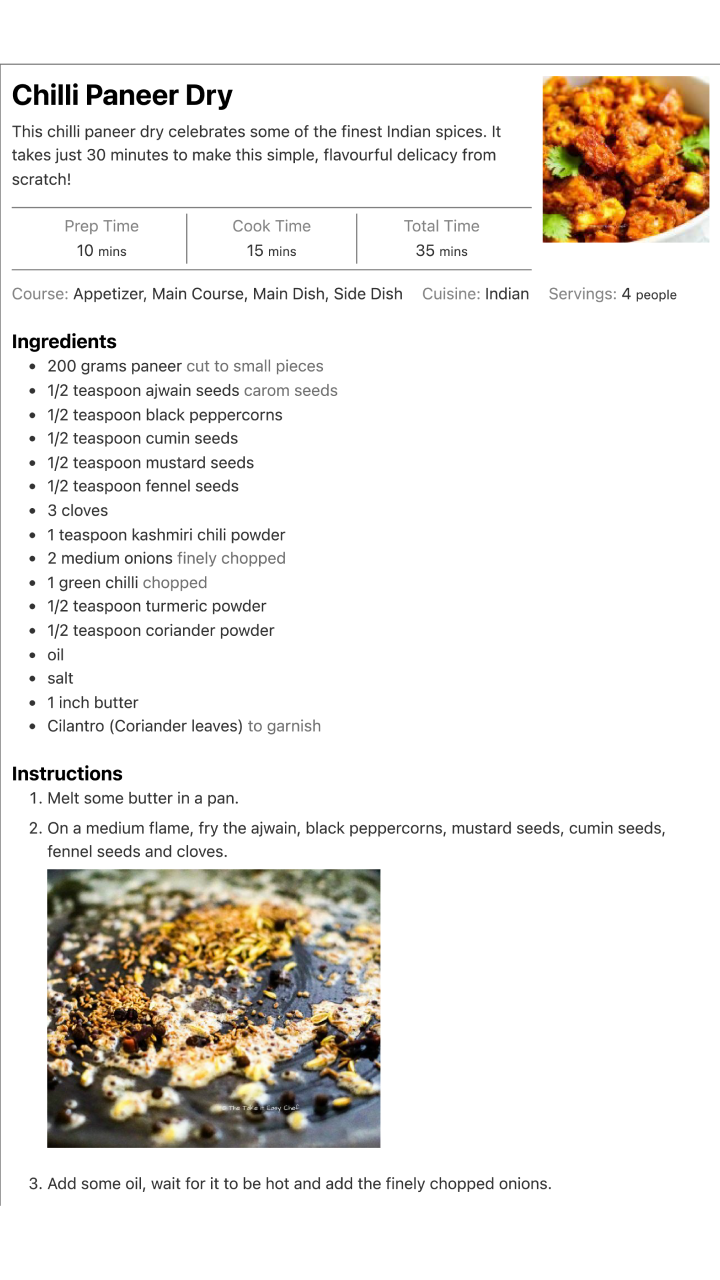 Chilli Paneer Dry
This chilli paneer dry celebrates some of the finest Indian spices. It
takes just 30 minutes to make this simple, flavourful delicacy from
scratch!
Prep Time
10 mins
Cook Time
15 mins
Total Time
35 mins
Course: Appetizer, Main Course, Main Dish, Side Dish Cuisine: Indian Servings: 4 people
Ingredients
• 200 grams paneer cut to small pieces
• 1/2 teaspoon ajwain seeds carom seeds
• 1/2 teaspoon black peppercorns
• 1/2 teaspoon cumin seeds
• 1/2 teaspoon mustard seeds
• 1/2 teaspoon fennel seeds
• 3 cloves
• 1 teaspoon kashmiri chili powder
• 2 medium onions finely chopped
• 1 green chilli chopped
• 1/2 teaspoon turmeric powder
• 1/2 teaspoon coriander powder
• oil
• salt
• 1 inch butter
• Cilantro (Coriander leaves) to garnish
Instructions
1. Melt some butter in a pan.
2. On a medium flame, fry the ajwain, black peppercorns, mustard seeds, cumin seeds,
fennel seeds and cloves.
The Take It Easy Chef
3. Add some oil, wait for it to be hot and add the finely chopped onions.